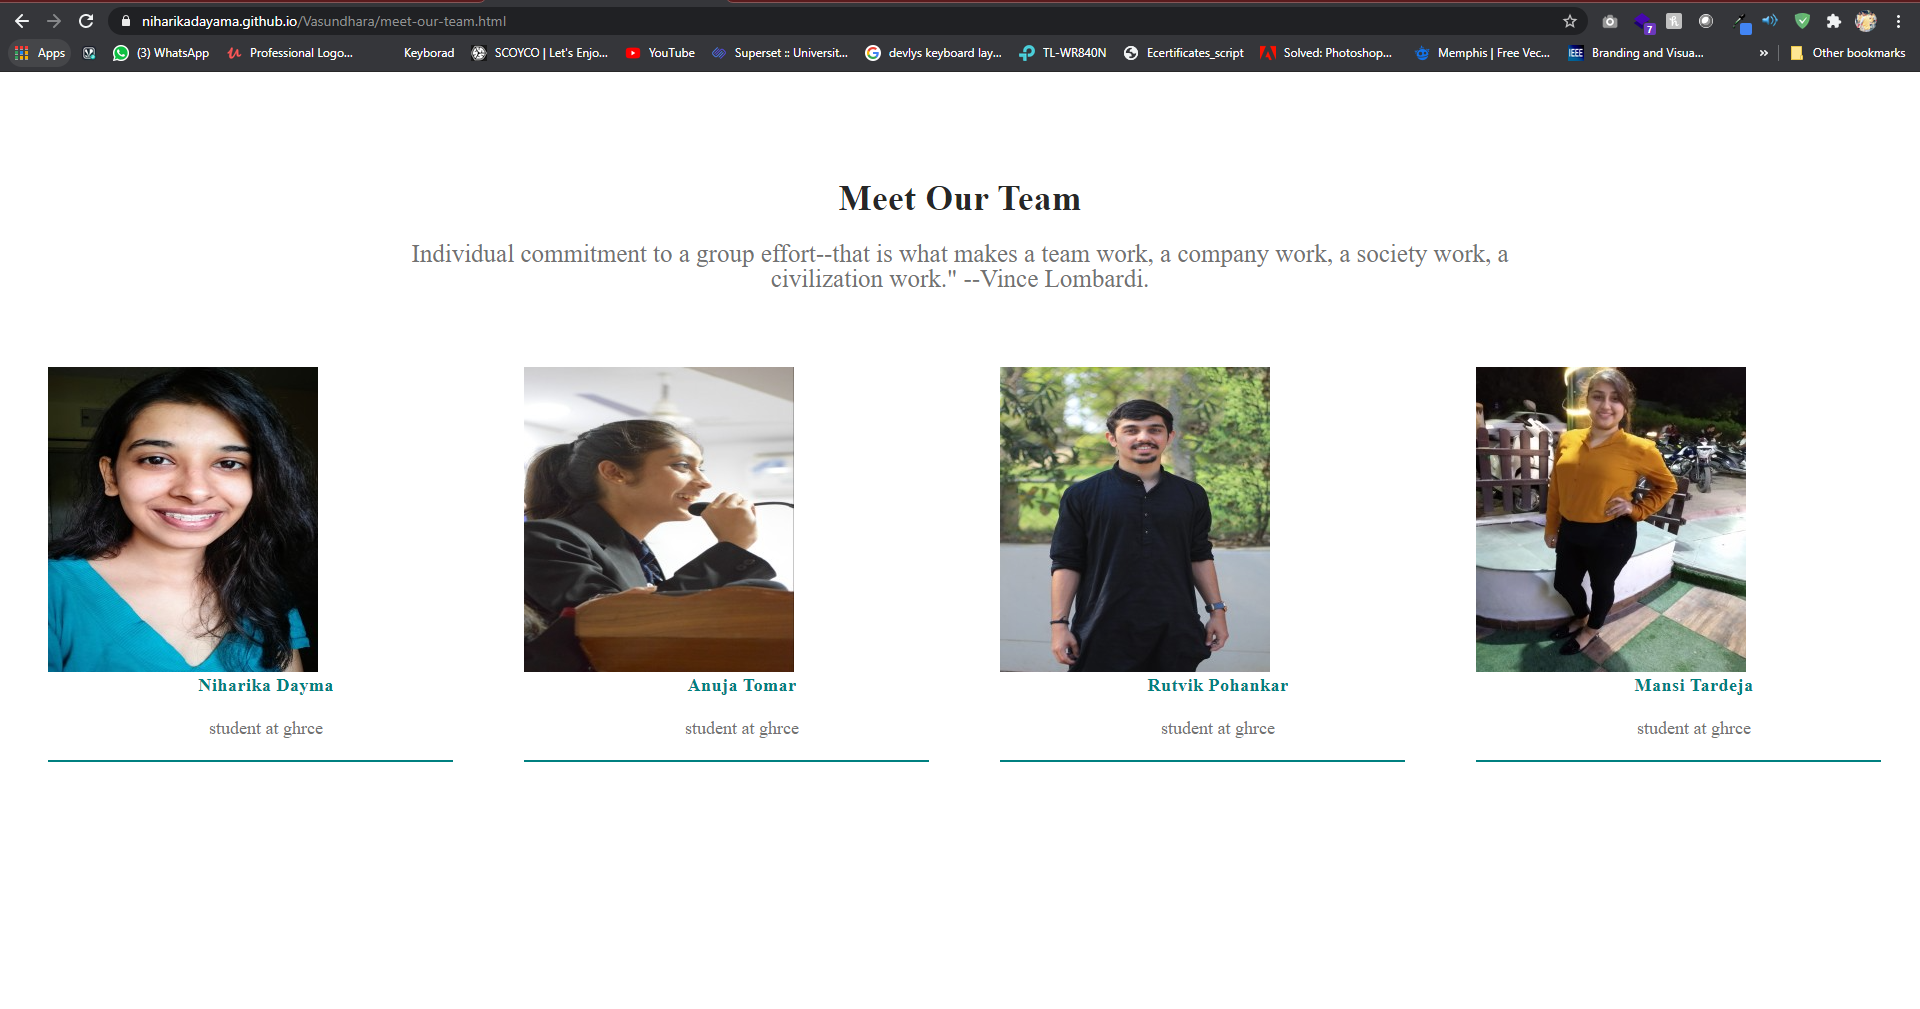 niharikadayama.github.io/Vasundhara/meet-our-team.html
7
Apps (3) WhatsApp Professional Logo... Keyborad SCOYCO | Let's Enjo... YouTube Superset :: Universit... devlys keyboard lay... TL-WR840N Ecertificates_script Solved: Photoshop... Memphis | Free Vec... IEEE Branding and Visua... » Other bookmarks
Meet Our Team
Individual commitment to a group effort--that is what makes a team work, a company work, a society work, a
civilization work." --Vince Lombardi.
Niharika Dayma
student at ghrce
Anuja Tomar
student at ghrce
Rutvik Pohankar
student at ghrce
Mansi Tardeja
student at ghrce